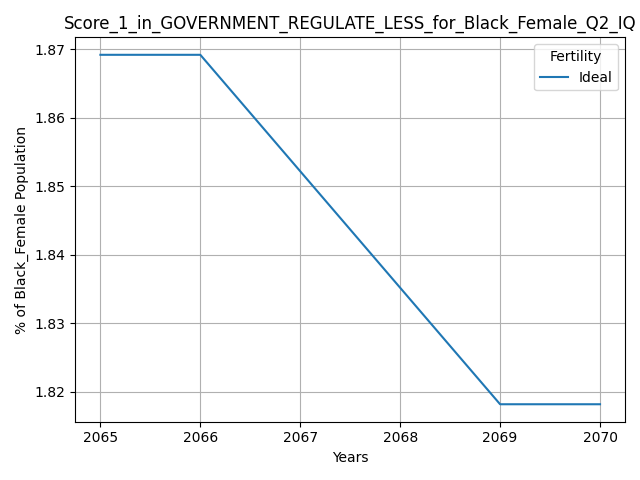 Score_1_in_GOVERNMENT_REGULATE_LESS_for_Black_Female_Q2_IQ
1.87
1.86
1.85
1.84
1.83
1.82
% of Black_Female Population
Fertility
Ideal
2065 2066 2067 2068 2069 2070
Years